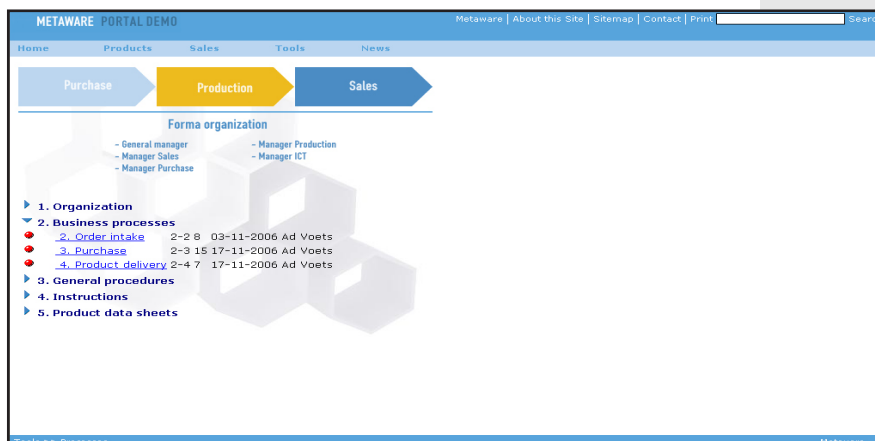 METAWARE PORTAL DEMO
Metaware | About this Site | Sitemap | Contact | Print
Home Products Sales Tools News
Purchase Production Sales
Forma organization
- General manager - Manager Production
- Manager Sales - Manager ICT
- Manager Purchase
1. Organization
2. Business processes
2. Order intake 2-2 8 03-11-2006 Ad Voets
3. Purchase 2-3 15 17-11-2006 Ad Voets
4. Product delivery 2-4 7 17-11-2006 Ad Voets
3. General procedures
4. Instructions
5. Product data sheets